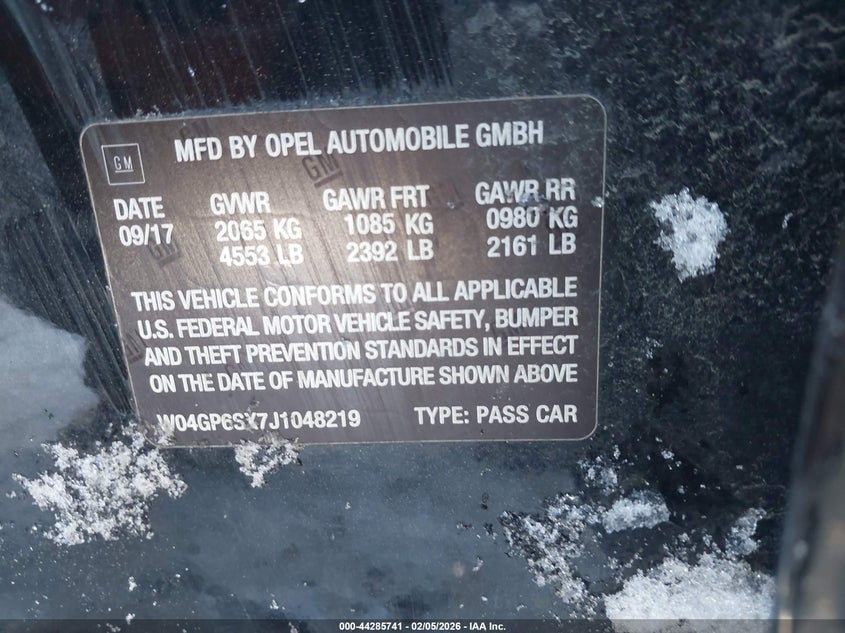 GM
MFD BY OPEL AUTOMOBILE GMBH
DATE GVWR GAWR FRT GAWR RR
09/17 2065 KG 1085 KG 0980 KG
4553 LB 2392 LB 2161 LB
THIS VEHICLE CONFORMS TO ALL APPLICABLE
U.S. FEDERAL MOTOR VEHICLE SAFETY, BUMPER
AND THEFT PREVENTION STANDARDS IN EFFECT
ON THE DATE OF MANUFACTURE SHOWN ABOVE
W04GP6SX7J1048219 TYPE: PASS CAR
000-44285741 - 02/05/2026 - IAA Inc.